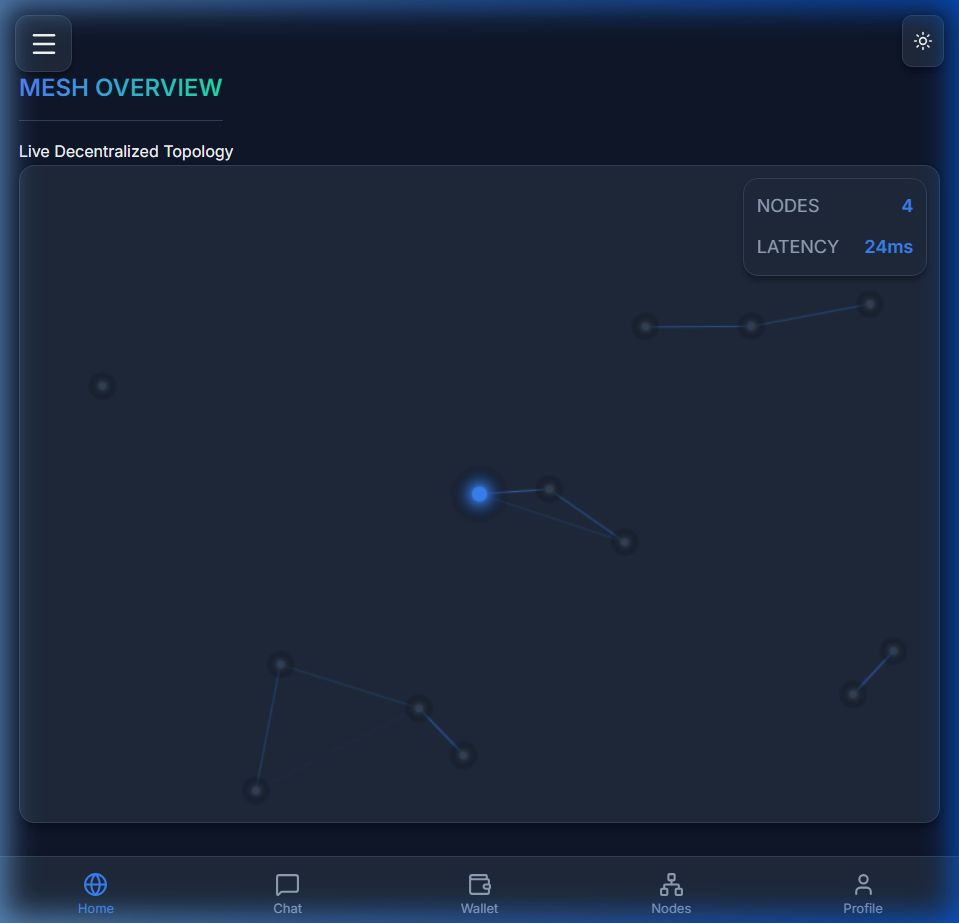 MESH OVERVIEW
Live Decentralized Topology
NODES 4
LATENCY 24ms
Home Chat Wallet Nodes Profile